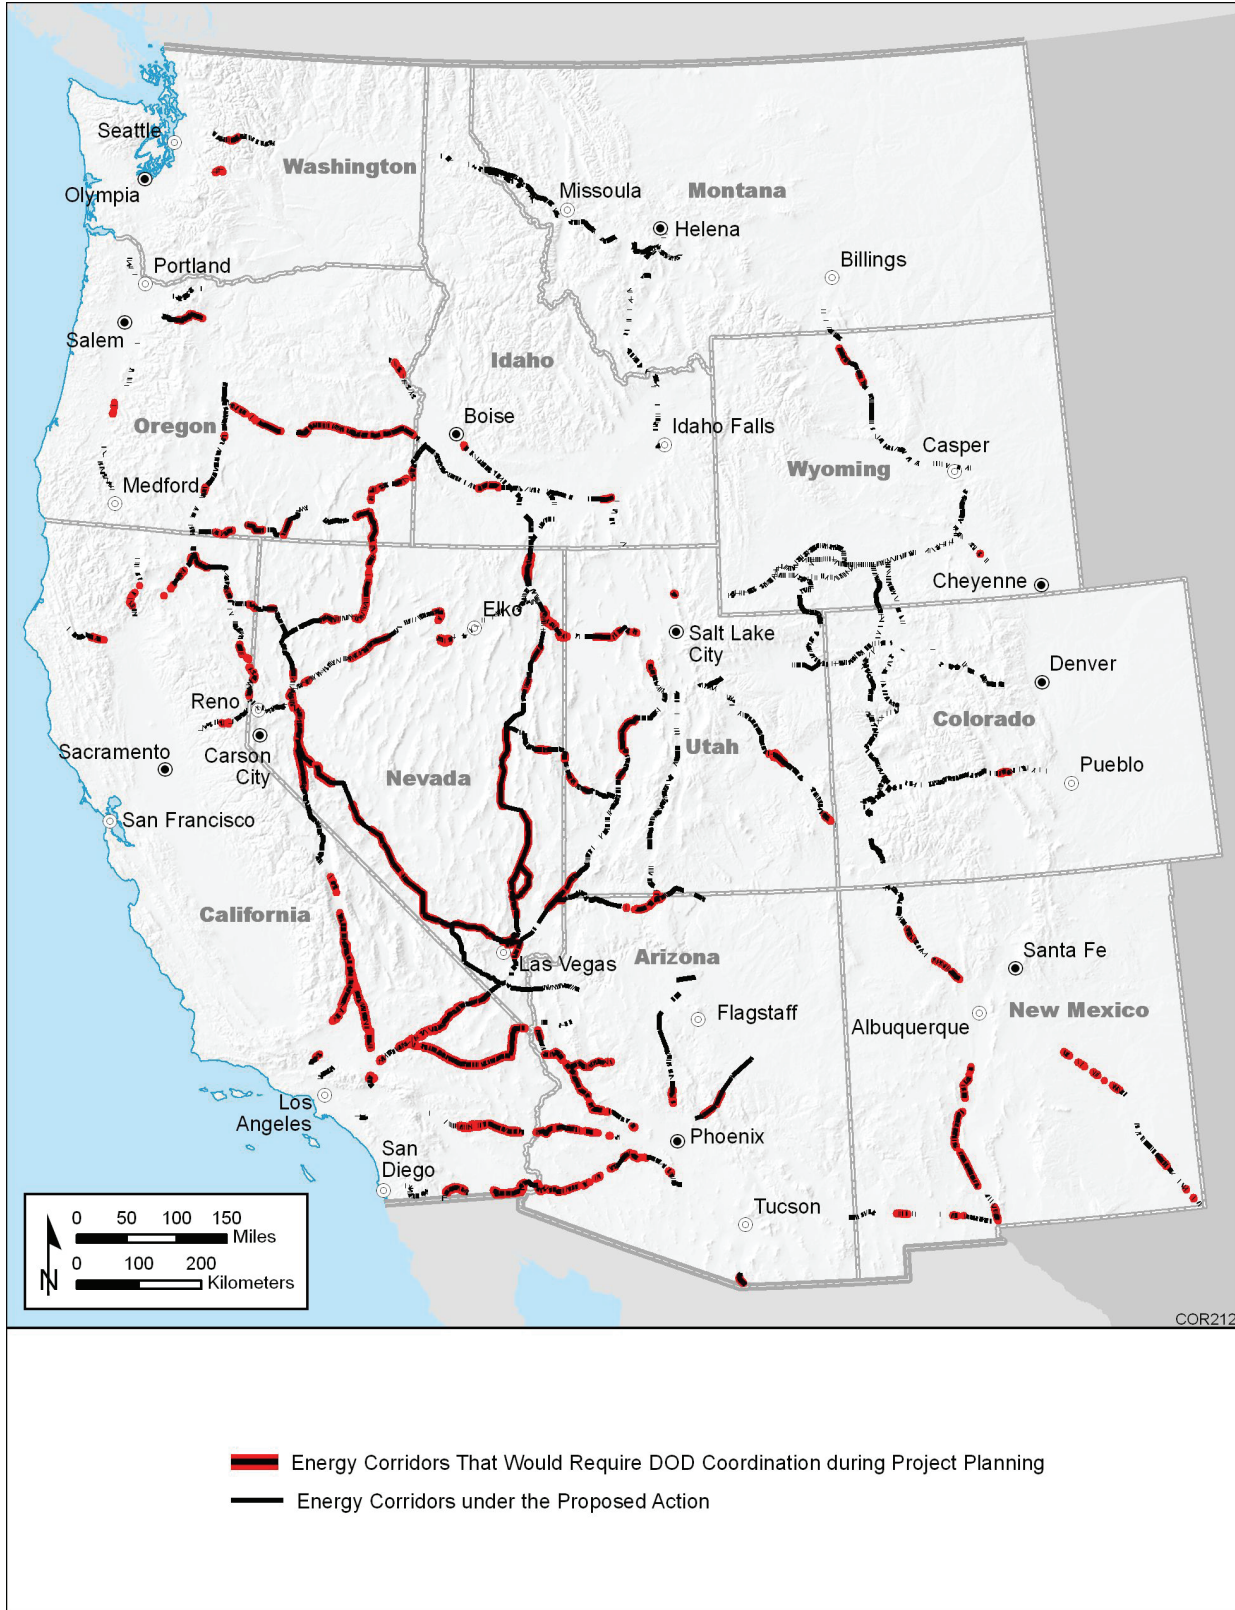 Seattle
Washington
Olympia
Missoula
Montana
Helena
Portland
Billings
Salem
Idaho
Oregon
Boise
Idaho Falls
Casper
Wyoming
Medford
Cheyenne
Elko
Salt Lake
City
Denver
Reno
Colorado
Sacramento
Carson
City
Nevada
Utah
Pueblo
San Francisco
California
Arizona
Santa Fe
Las Vegas
Flagstaff
New Mexico
Albuquerque
Los
Angeles
Phoenix
San
Diego
Tucson
0 50 100 150
Miles
0 100 200
Kilometers
N
COR212
Energy Corridors That Would Require DOD Coordination during Project Planning
Energy Corridors under the Proposed Action